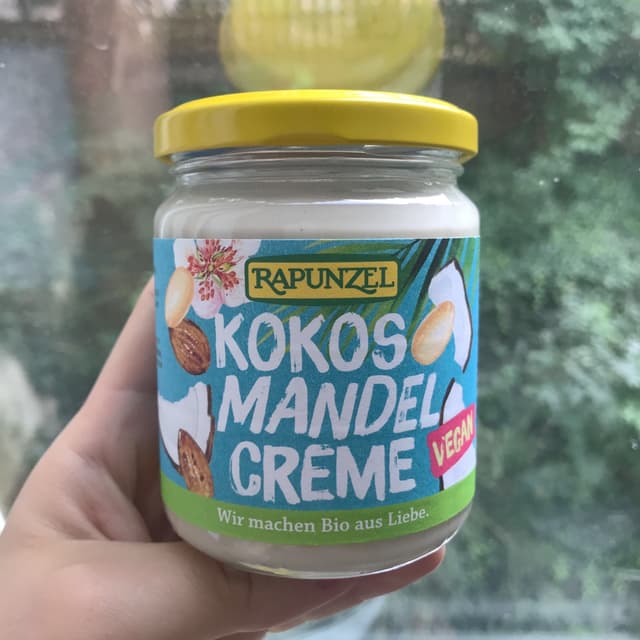 RAPUNZEL
KOKOS
MANDEL
CREME
VEGAN
Wir machen Bio aus Liebe.